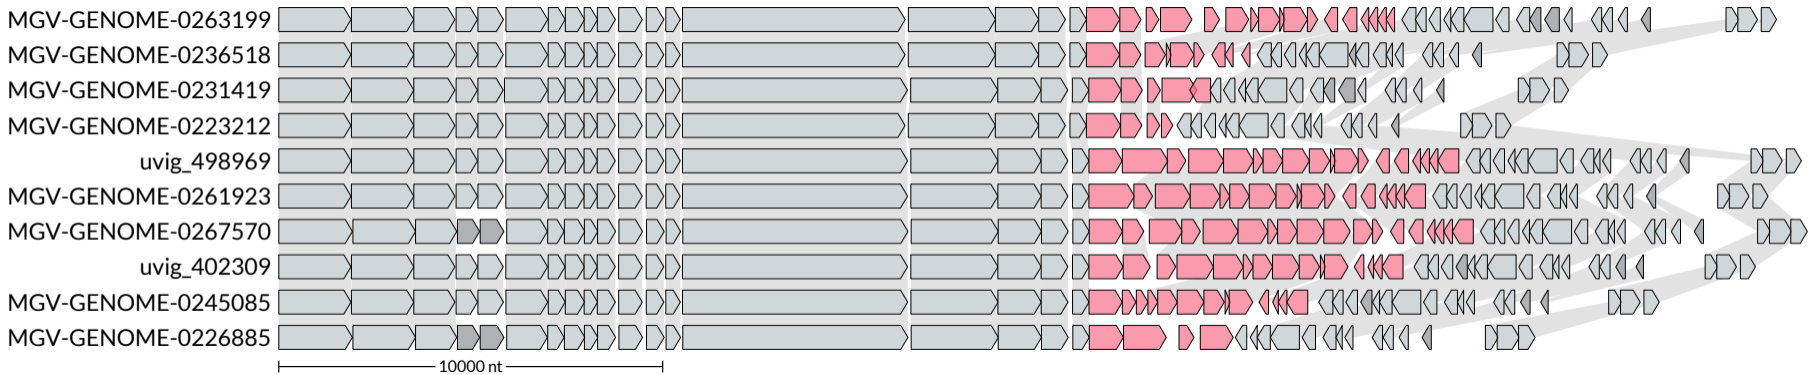 MGV-GENOME-0263199
MGV-GENOME-0236518
MGV-GENOME-0231419
MGV-GENOME-0223212
uvig_498969
MGV-GENOME-0261923
MGV-GENOME-0267570
uvig_402309
MGV-GENOME-0245085
MGV-GENOME-0226885
10000 nt